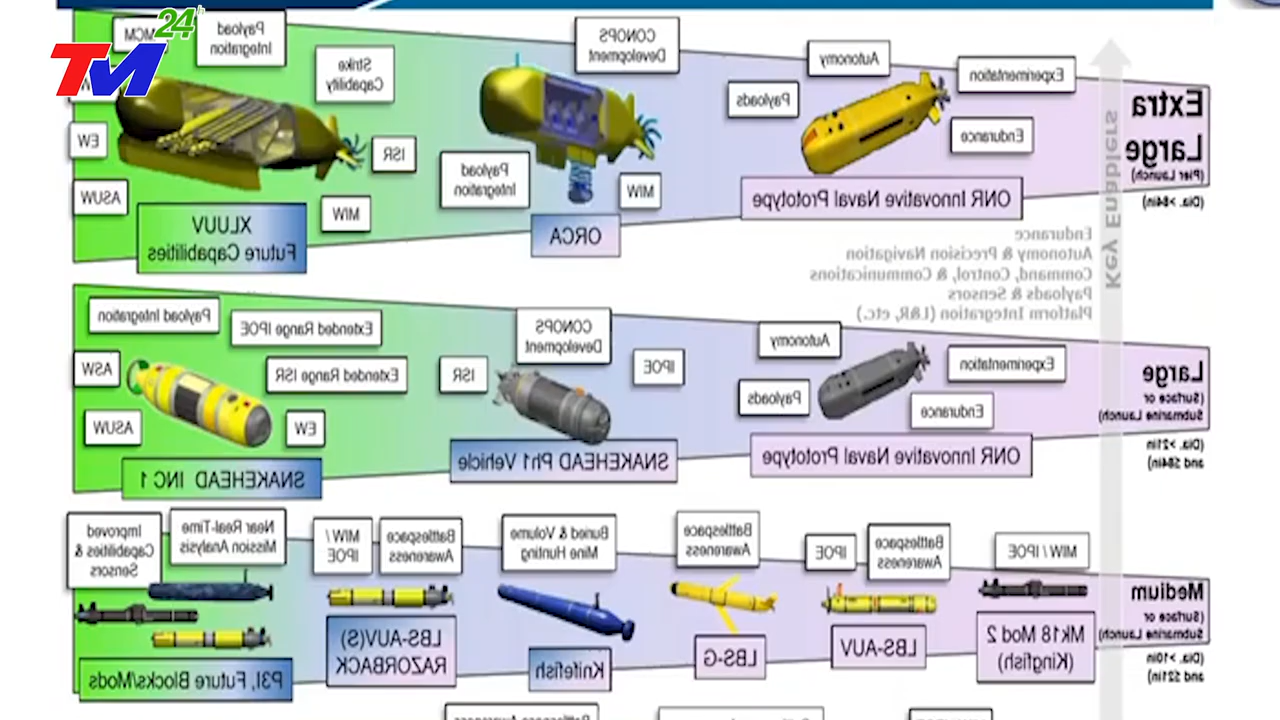 TM
24h
Extra
Large
(Pier Launch)
(Dia. >84in)
Experimentation
Autonomy
Payloads
Endurance
ONR Innovative Naval Prototype
CONOPS
Development
Payload
Integration
MIW
ORCA
Payload
Integration
MCM
Strike
Capability
ISR
EW
ASUW
MIW
XLUUV
Future Capabilities
Key Enablers
Endurance
Autonomy & Precision Navigation
Command, Control, & Communications
Payloads & Sensors
Platform Integration (L&R, etc.)
Large
(Surface or
Submarine Launch)
(Dia. >21in
and ≤84in)
Experimentation
Autonomy
Payloads
Endurance
ONR Innovative Naval Prototype
IPOE
CONOPS
Development
ISR
SNAKEHEAD Ph1 Vehicle
Extended Range IPOE
Payload Integration
Extended Range ISR
ASW
EW
ASUW
SNAKEHEAD INC 1
Medium
(Surface or
Submarine Launch)
(Dia. >10in
and ≤21in)
MIW / IPOE
Mk18 Mod 2
(Kingfish)
Battlespace
Awareness
IPOE
LBS-AUV
Battlespace
Awareness
LBS-G
Buried & Volume
Mine Hunting
Knifefish
Battlespace
Awareness
MIW /
IPOE
LBS-AUV(S)
RAZORBACK
Near Real-Time
Mission Analysis
Improved
Capabilities &
Sensors
P3I, Future Blocks/Mods